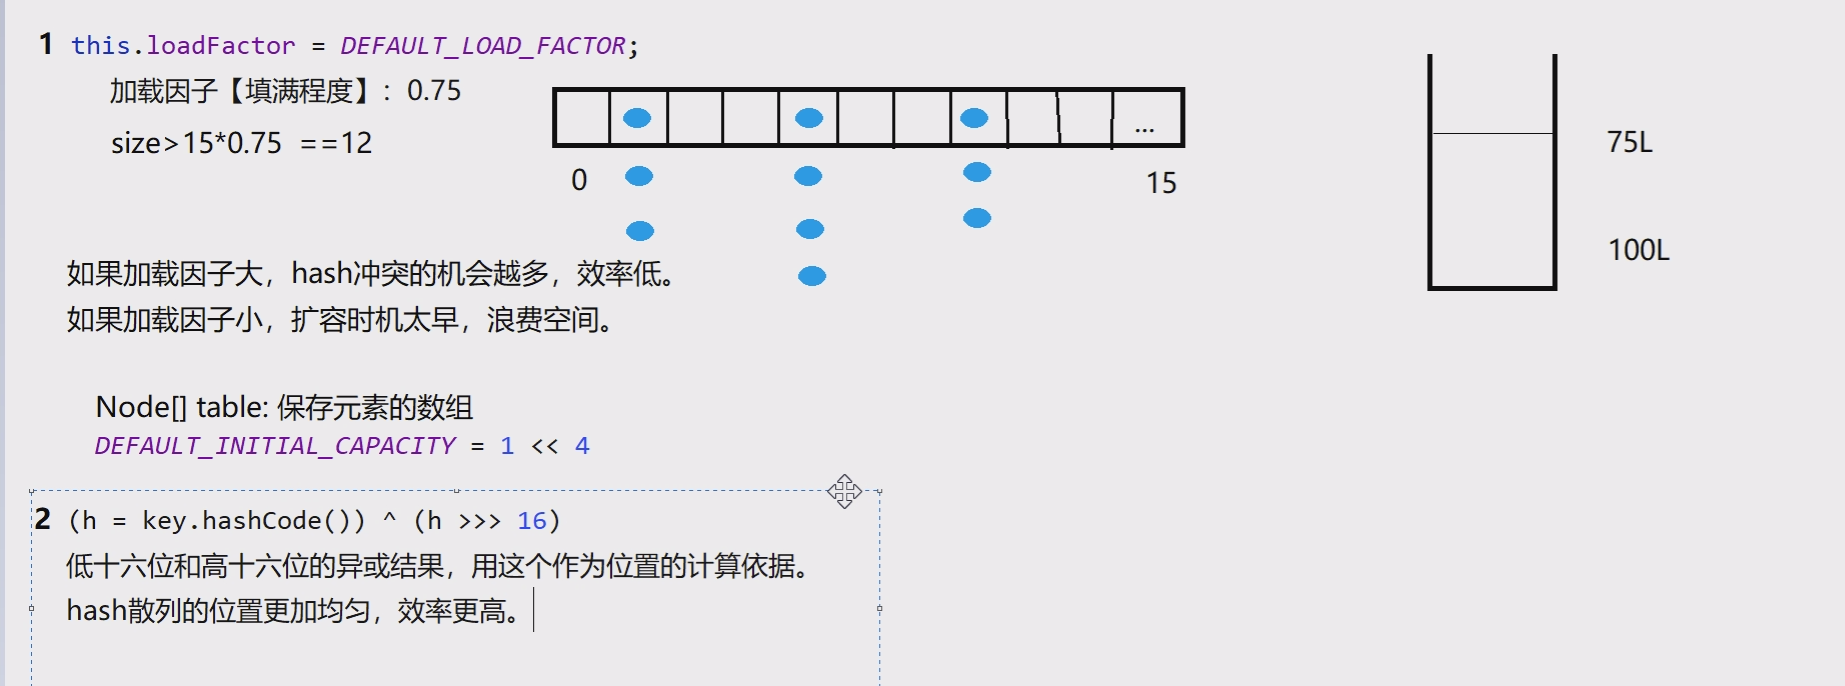 1 this.loadFactor = DEFAULT_LOAD_FACTOR;
加载因子【填满程度】：0.75
size>15*0.75 ==12
...
0
15
75L
100L
如果加载因子大，hash冲突的机会越多，效率低。
如果加载因子小，扩容时机太早，浪费空间。
Node[] table: 保存元素的数组
DEFAULT_INITIAL_CAPACITY = 1 << 4
2 (h = key.hashCode()) ^ (h >>> 16)
低十六位和高十六位的异或结果，用这个作为位置的计算依据。
hash散列的位置更加均匀，效率更高。